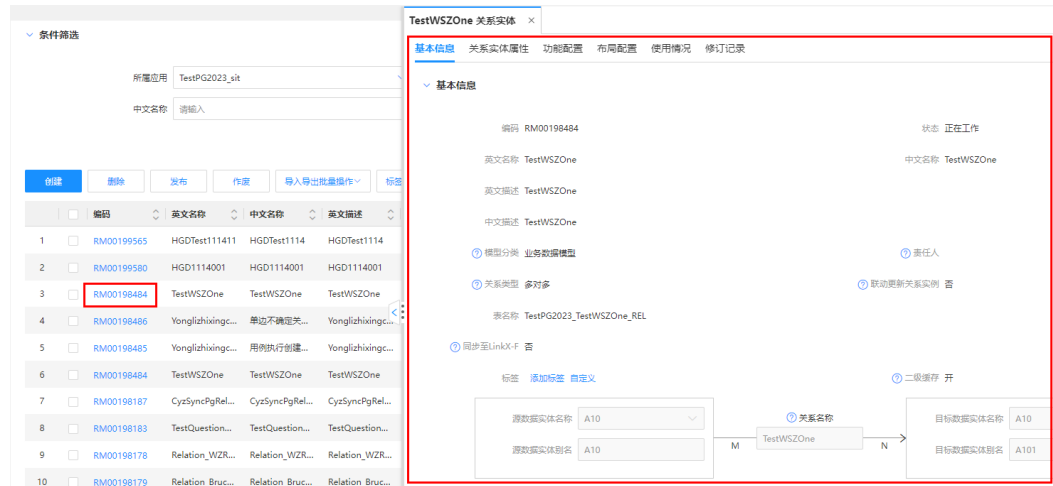 条件筛选
所属应用 TestPG2023_sit
中文名称 请输入
创建 删除 发布 作废 导入导出批量操作 标签
编码 英文名称 中文名称 英文描述
1 RM00199565 HGDTest111411 HGDTest1114 HGDTest1114
2 RM00199580 HGD1114001 HGD1114001 HGD1114001
3 RM00198484 TestWSZOne TestWSZOne TestWSZOne
4 RM00198486 Yonglizhixingc... 单边不确定关... Yonglizhixingc...
5 RM00198485 Yonglizhixingc... 用例执行创建... Yonglizhixingc...
6 RM00198484 TestWSZOne TestWSZOne TestWSZOne
7 RM00198187 CyzSyncPgRel... CyzSyncPgRel... CyzSyncPgRel...
8 RM00198183 TestQuestion... TestQuestion... TestQuestion...
9 RM00198178 Relation_WZR... Relation_WZR... Relation_WZR...
10 RM00198179 Relation_Bruc... Relation_Bruc... Relation_Bruc...
TestWSZOne 关系实体 ×
基本信息 关系实体属性 功能配置 布局配置 使用情况 修订记录
基本信息
编码 RM00198484 状态 正在工作
英文名称 TestWSZOne 中文名称 TestWSZOne
英文描述 TestWSZOne
中文描述 TestWSZOne
模型分类 业务数据模型 责任人
关系类型 多对多 联动更新关系实例 否
表名称 TestPG2023_TestWSZOne_REL
同步至LinkX-F 否
标签 添加标签 自定义 二级缓存 开
源数据实体名称 A10 关系名称 目标数据实体名称 A10
M TestWSZOne N
源数据实体别名 A10 目标数据实体别名 A101